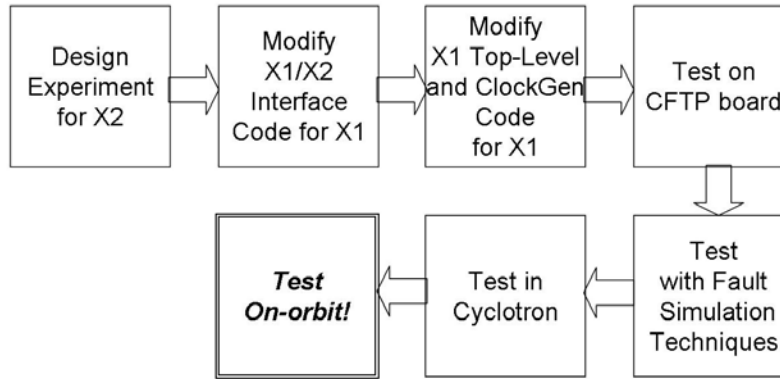 Design
Experiment
for X2
Modify
X1/X2
Interface
Code for X1
Modify
X1 Top-Level
and ClockGen
Code
for X1
Test on
CFTP board
Test
with Fault
Simulation
Techniques
Test in
Cyclotron
Test
On-orbit!